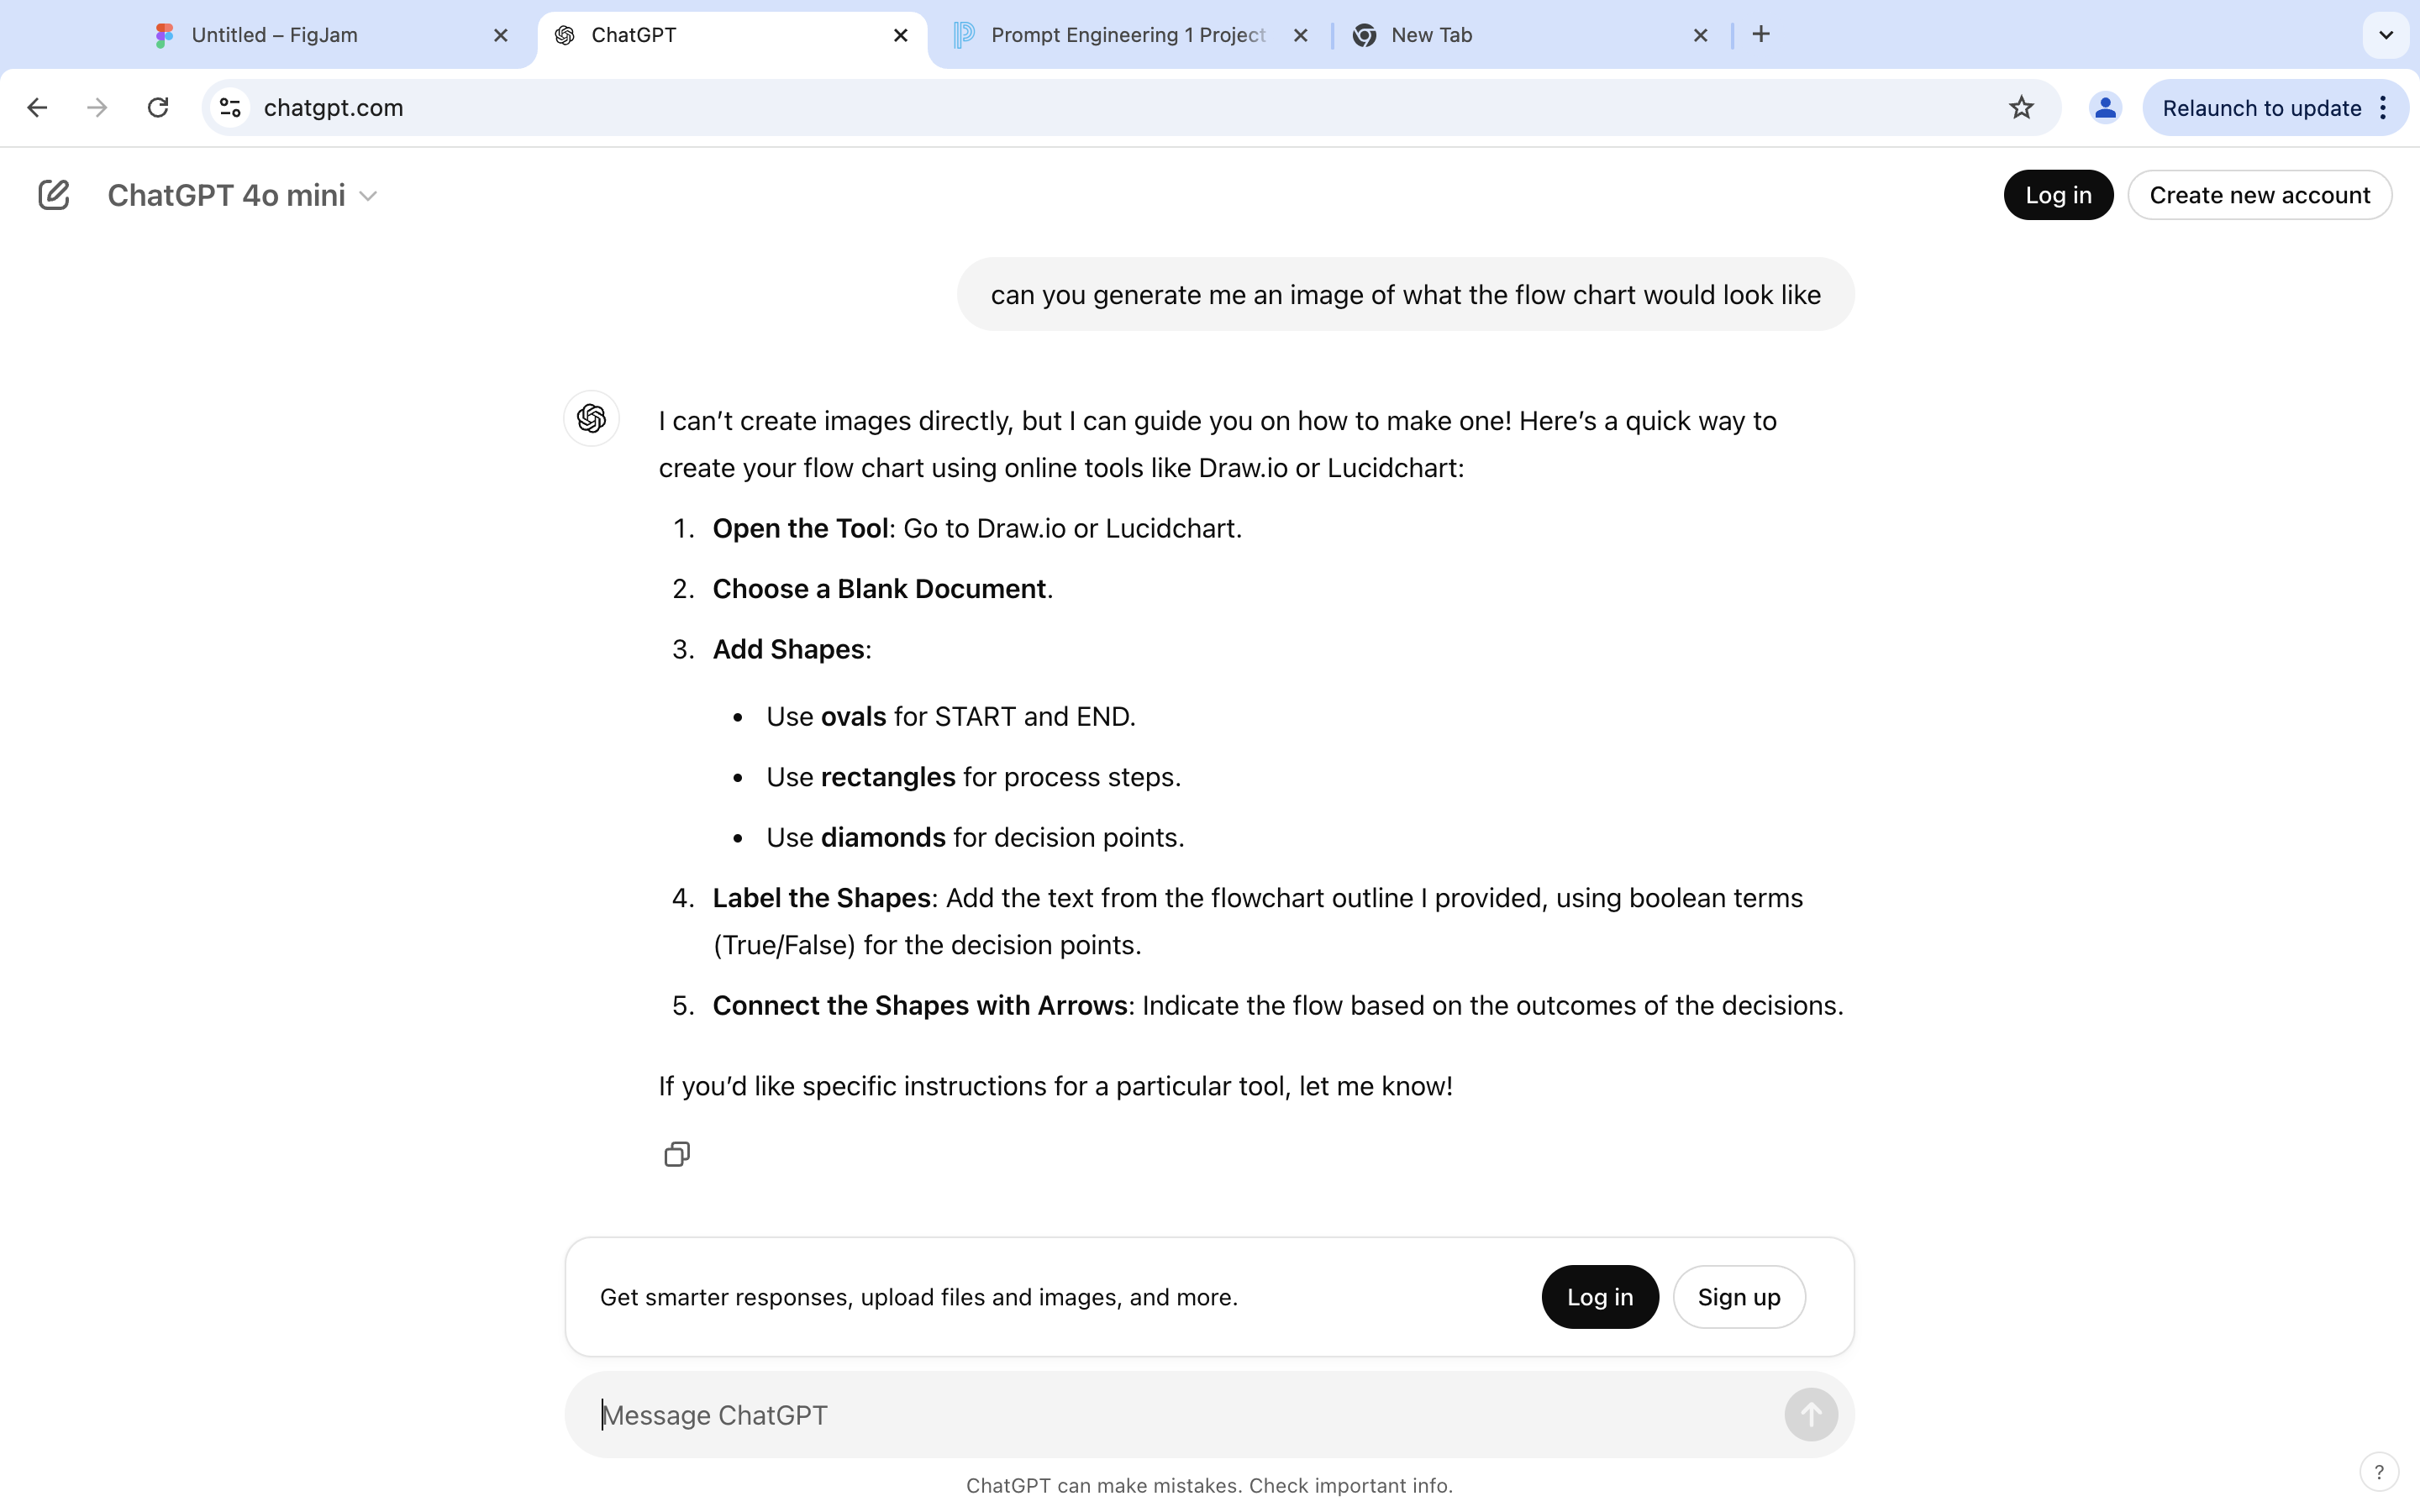 Untitled – FigJam
ChatGPT
Prompt Engineering 1 Project
New Tab
chatgpt.com
Relaunch to update
ChatGPT 4o mini
Log in
Create new account
can you generate me an image of what the flow chart would look like
I can’t create images directly, but I can guide you on how to make one! Here’s a quick way to
create your flow chart using online tools like Draw.io or Lucidchart:
1. Open the Tool: Go to Draw.io or Lucidchart.
2. Choose a Blank Document.
3. Add Shapes:
• Use ovals for START and END.
• Use rectangles for process steps.
• Use diamonds for decision points.
4. Label the Shapes: Add the text from the flowchart outline I provided, using boolean terms
(True/False) for the decision points.
5. Connect the Shapes with Arrows: Indicate the flow based on the outcomes of the decisions.
If you’d like specific instructions for a particular tool, let me know!
Get smarter responses, upload files and images, and more.
Log in
Sign up
Message ChatGPT
ChatGPT can make mistakes. Check important info.
?